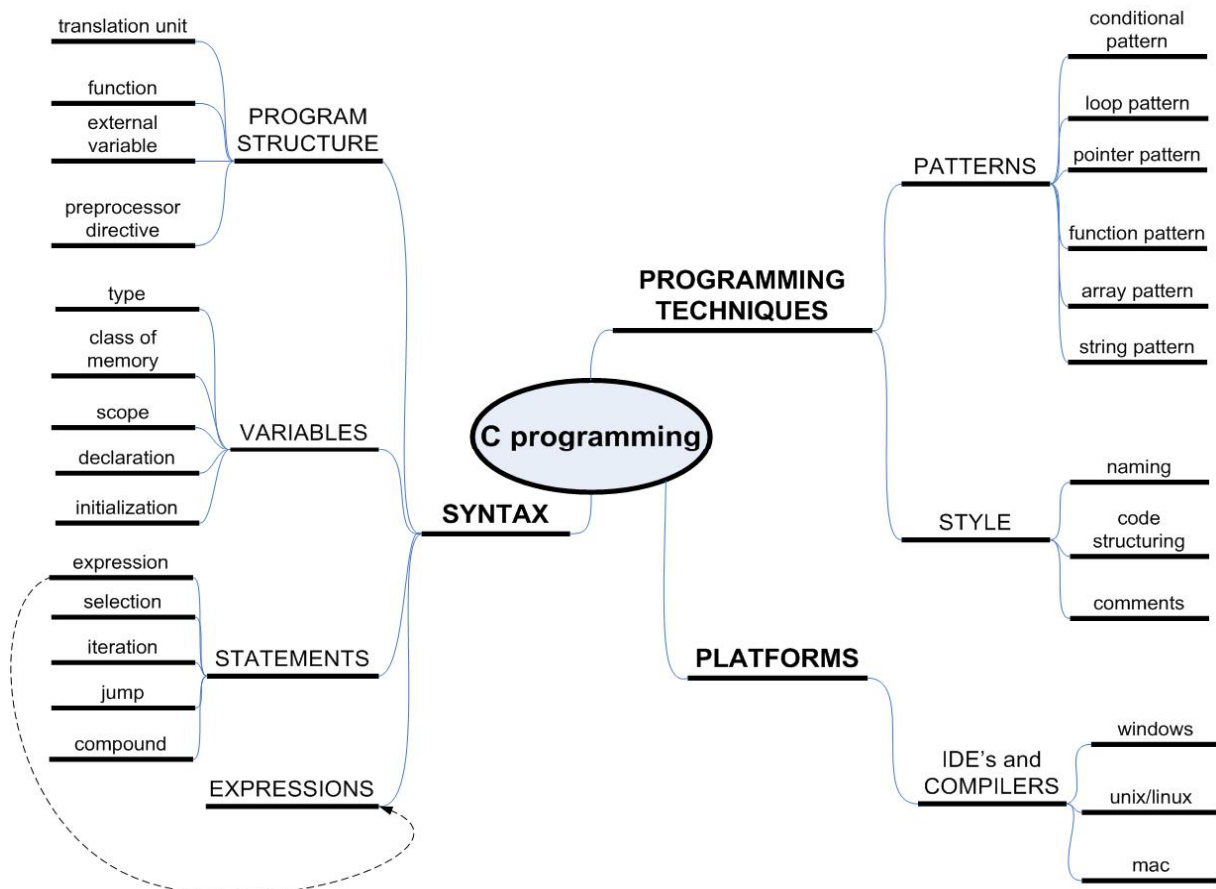 translation unit
function
external
variable
preprocessor
directive
PROGRAM
STRUCTURE
type
class of
memory
scope
declaration
initialization
VARIABLES
expression
selection
iteration
jump
compound
STATEMENTS
EXPRESSIONS
SYNTAX
C programming
PROGRAMMING
TECHNIQUES
PATTERNS
conditional
pattern
loop pattern
pointer pattern
function pattern
array pattern
string pattern
STYLE
naming
code
structuring
comments
PLATFORMS
IDE's and
COMPILERS
windows
unix/linux
mac